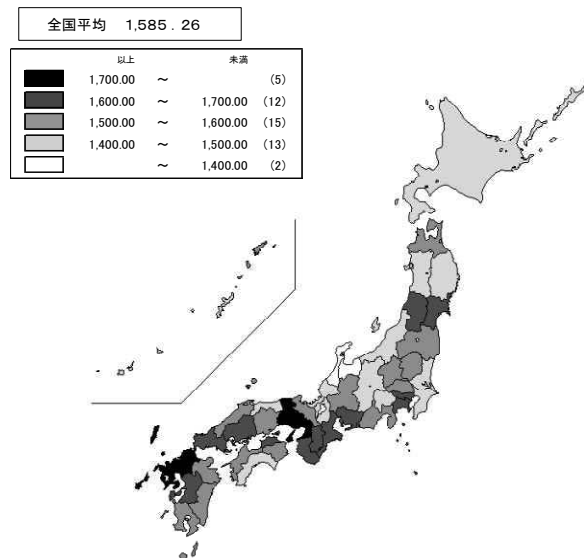 全国平均 1,585.26
以上 未満
1,700.00 ～ (5)
1,600.00 ～ 1,700.00 (12)
1,500.00 ～ 1,600.00 (15)
1,400.00 ～ 1,500.00 (13)
～ 1,400.00 (2)